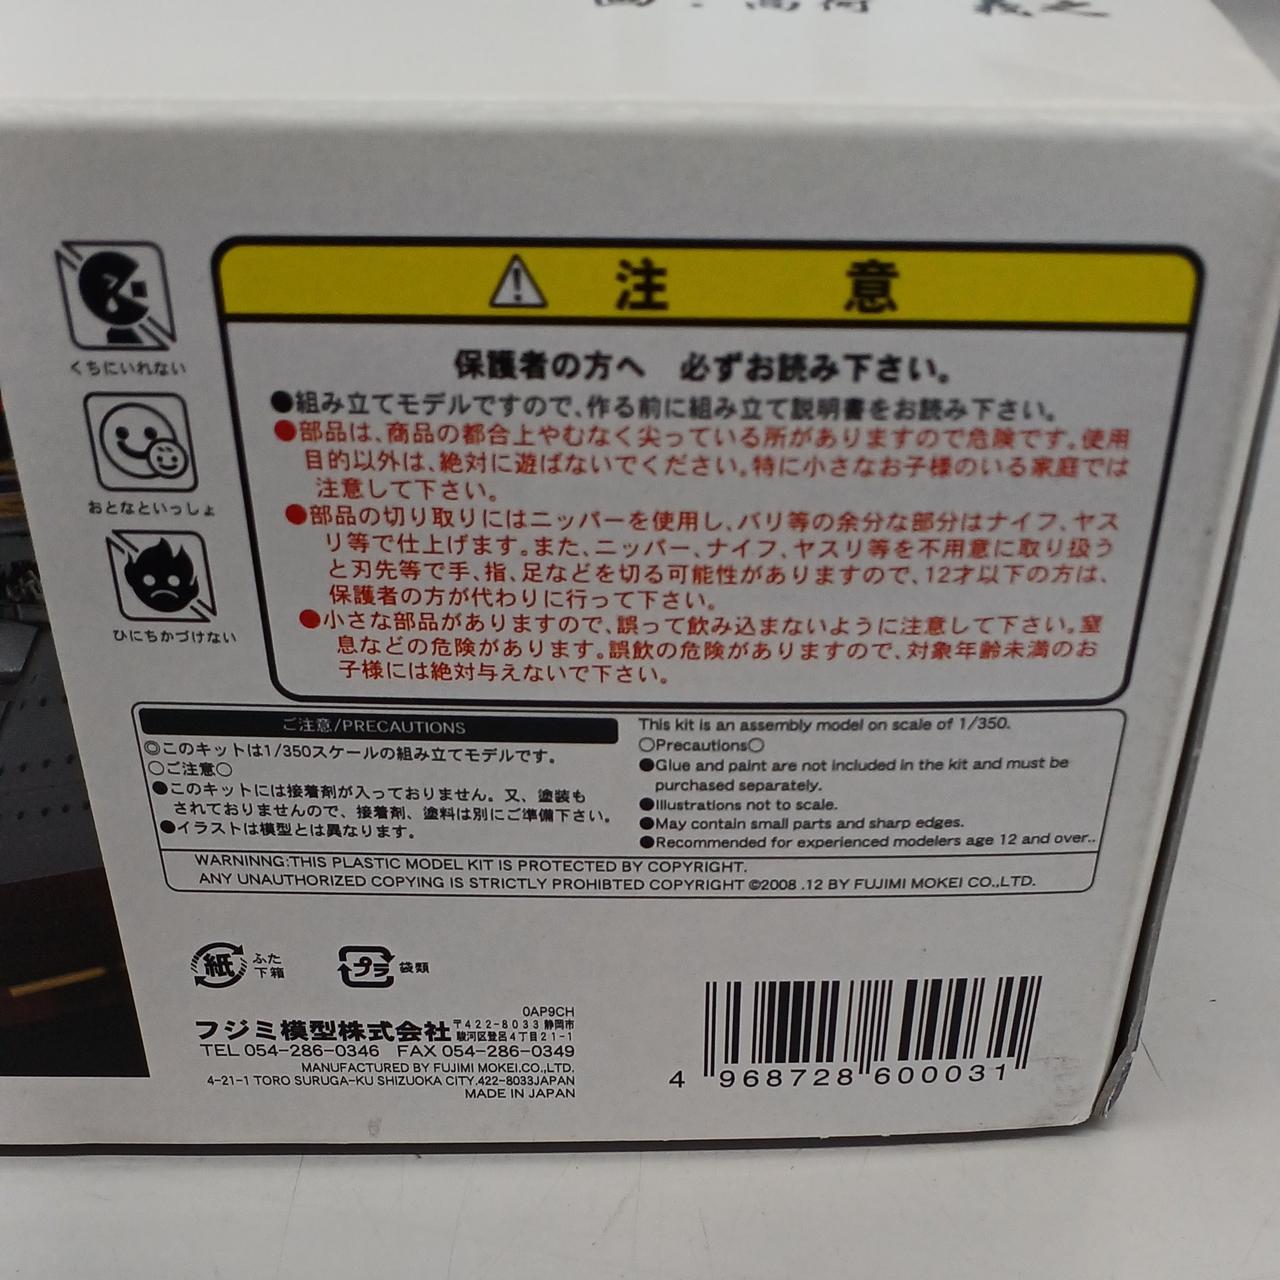 画：高荷 義之
注 意
保護者の方へ 必ずお読み下さい。
●組み立てモデルですので、作る前に組み立て説明書をお読み下さい。
●部品は、商品の都合上やむなく尖っている所がありますので危険です。使用
目的以外は、絶対に遊ばないでください。特に小さなお子様のいる家庭では
注意して下さい。
●部品の切り取りにはニッパーを使用し、バリ等の余分な部分はナイフ、ヤス
リ等で仕上げます。また、ニッパー、ナイフ、ヤスリ等を不用意に取り扱う
と刃先等で手、指、足などを切る可能性がありますので、12才以下の方は、
保護者の方が代わりに行って下さい。
●小さな部品がありますので、誤って飲み込まないように注意して下さい。窒
息などの危険があります。誤飲の危険がありますので、対象年齢未満のお
子様には絶対与えないで下さい。
くちにいれない
おとなといっしょ
ひにちかづけない
ご注意/PRECAUTIONS
◎このキットは1/350スケールの組み立てモデルです。
○ご注意○
●このキットには接着剤が入っておりません。又、塗装も
されておりませんので、接着剤、塗料は別にご準備下さい。
●イラストは模型とは異なります。
This kit is an assembly model on scale of 1/350.
○Precautions○
●Glue and paint are not included in the kit and must be
purchased separately.
●Illustrations not to scale.
●May contain small parts and sharp edges.
●Recommended for experienced modelers age 12 and over..
WARNINNG:THIS PLASTIC MODEL KIT IS PROTECTED BY COPYRIGHT.
ANY UNAUTHORIZED COPYING IS STRICTLY PROHIBTED COPYRIGHT ©2008 .12 BY FUJIMI MOKEI CO.,LTD.
紙 ふた
下箱
プラ 袋類
0AP9CH
フジミ模型株式会社 〒422-8033 静岡市
駿河区登呂4丁目21-1
TEL 054-286-0346 FAX 054-286-0349
MANUFACTURED BY FUJIMI MOKEI CO.,LTD.
4-21-1 TORO SURUGA-KU SHIZUOKA CITY.422-8033JAPAN
MADE IN JAPAN
4 968728 600031